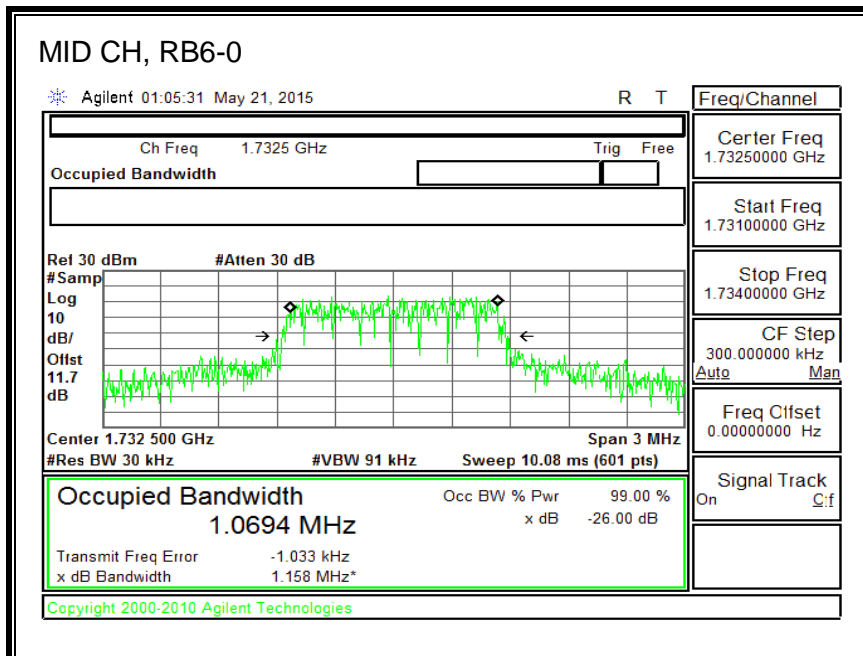 MID CH, RB6-0
Agilent 01:05:31 May 21, 2015 R T
Freq/Channel
Ch Freq 1.7325 GHz Trig Free
Occupied Bandwidth
Center Freq
1.73250000 GHz
Start Freq
1.73100000 GHz
Stop Freq
1.73400000 GHz
CF Step
300.000000 kHz
Auto Man
Freq Offset
0.00000000 Hz
Signal Track
On Off
Ref 30 dBm #Atten 30 dB
#Samp
Log
10
dB/
Offst
11.7
dB
Center 1.732 500 GHz Span 3 MHz
#Res BW 30 kHz #VBW 91 kHz Sweep 10.08 ms (601 pts)
Occupied Bandwidth
1.0694 MHz
Occ BW % Pwr 99.00 %
x dB -26.00 dB
Transmit Freq Error -1.033 kHz
x dB Bandwidth 1.158 MHz*
Copyright 2000-2010 Agilent Technologies